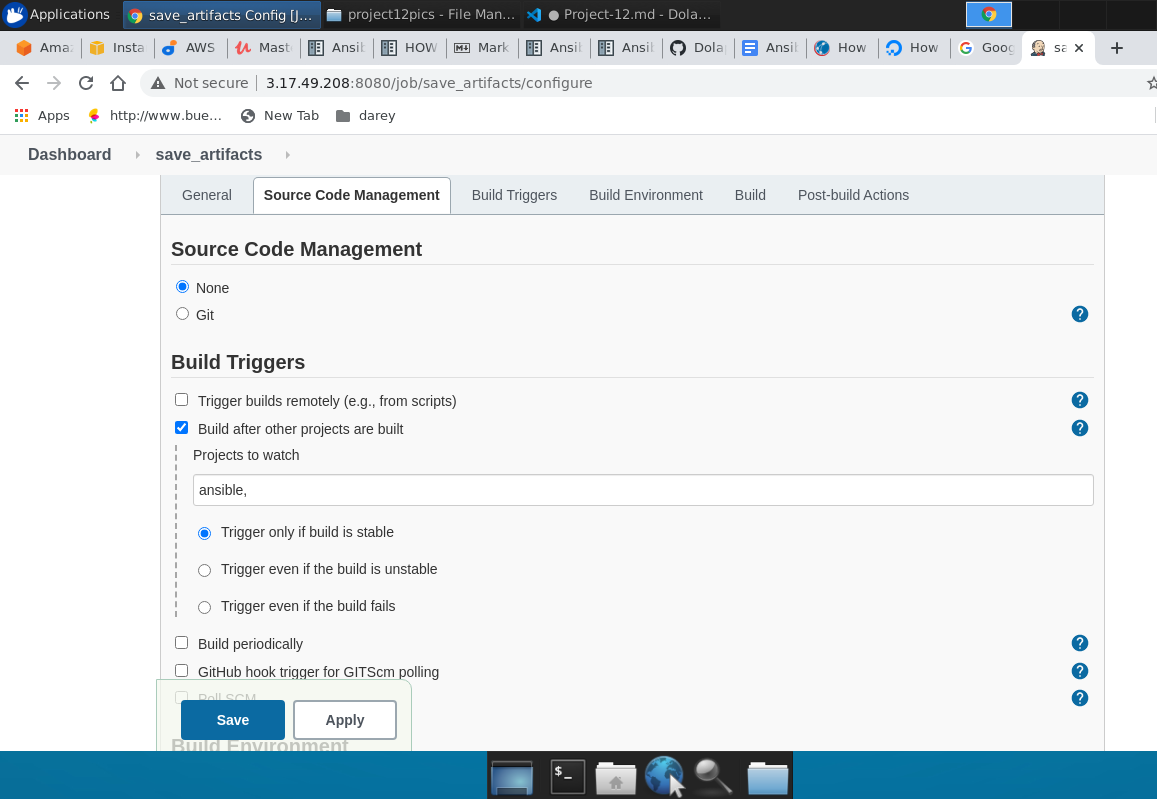 Applications save_artifacts Config [J... project12pics - File Man... Project-12.md - Dola...
Ama Insta AWS Mast Ansib HOW Mark Ansib Ansib Dola Ansib How How Goog sa
Not secure 3.17.49.208:8080/job/save_artifacts/configure
Apps http://www.bue... New Tab darey
Dashboard save_artifacts
General Source Code Management Build Triggers Build Environment Build Post-build Actions
Source Code Management
None
Git ?
Build Triggers
Trigger builds remotely (e.g., from scripts) ?
Build after other projects are built ?
Projects to watch
ansible,
Trigger only if build is stable
Trigger even if the build is unstable
Trigger even if the build fails
Build periodically ?
GitHub hook trigger for GITScm polling ?
Poll SCM ?
Save Apply
Build Environment
$_